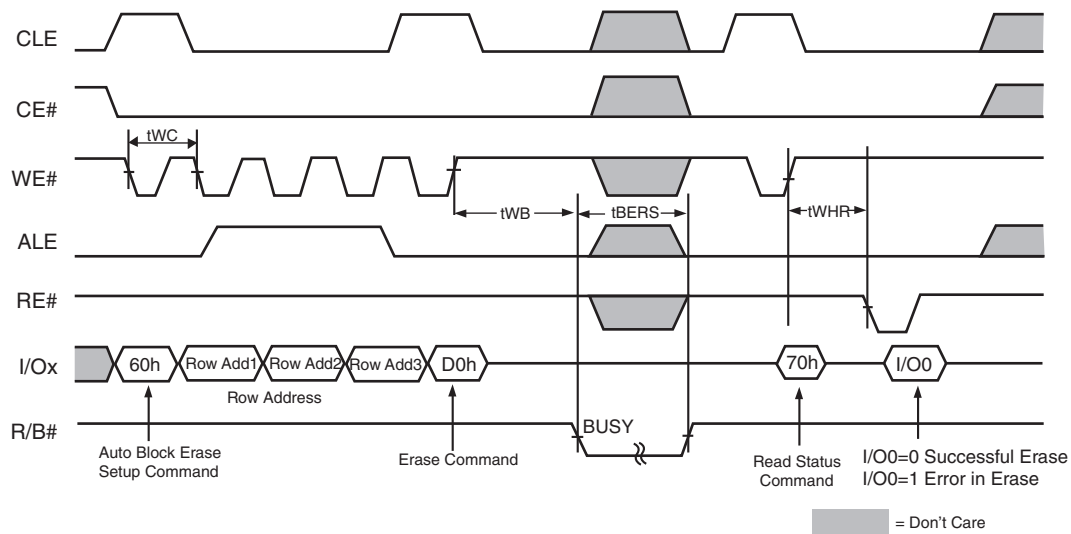 CLE
CE#
tWC
WE#
tWB
tBERS
tWHR
ALE
RE#
I/Ox
60h
Row Add1
Row Add2
Row Add3
D0h
70h
I/O0
Row Address
R/B#
BUSY
Auto Block Erase
Setup Command
Erase Command
Read Status
Command
I/O0=0 Successful Erase
I/O0=1 Error in Erase
= Don't Care